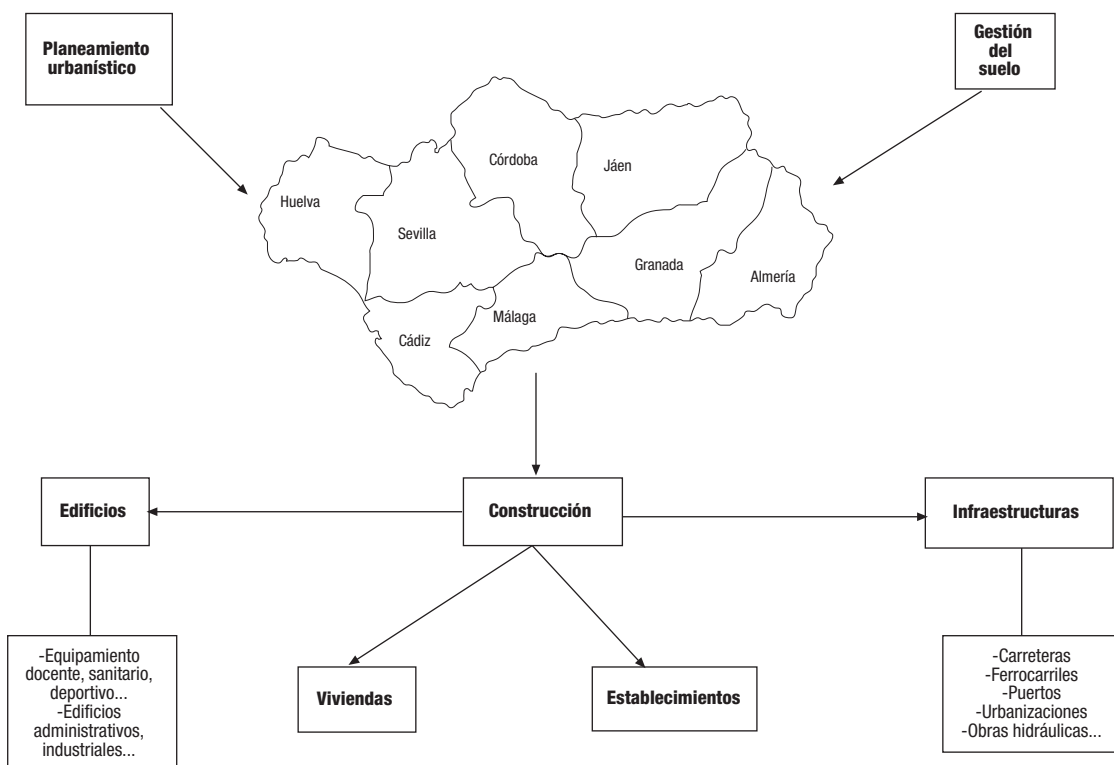 Planeamiento
urbanístico
Gestión
del
suelo
Córdoba
Jáen
Huelva
Sevilla
Granada
Almería
Málaga
Cádiz
Edificios
Construcción
Infraestructuras
-Equipamiento
docente, sanitario,
deportivo...
-Edificios
administrativos,
industriales...
Viviendas
Establecimientos
-Carreteras
-Ferrocarriles
-Puertos
-Urbanizaciones
-Obras hidráulicas...